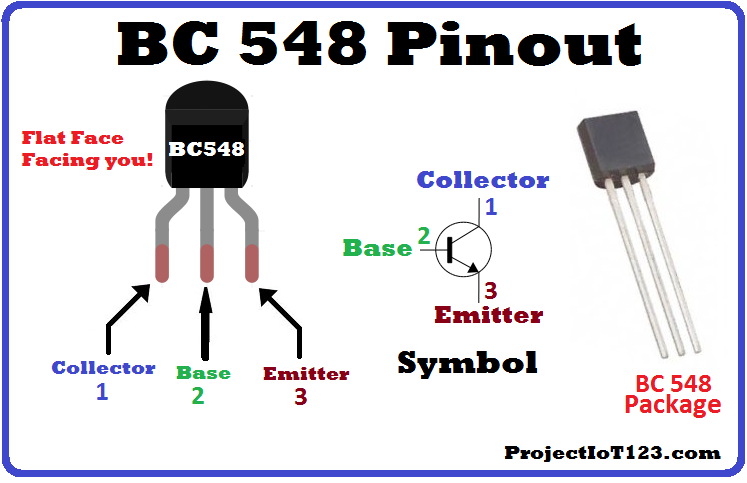 BC 548 Pinout
Flat Face
Facing you!
BC548
Collector
1
Base
2
Emitter
3
Collector
1
Base
2
3
Emitter
Symbol
BC 548
Package
ProjectIoT123.com